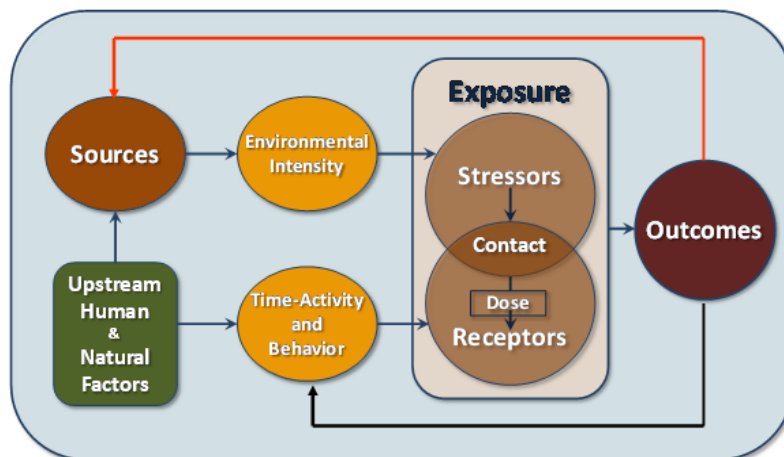 Exposure
Sources
Environmental
Intensity
Stressors
Contact
Outcomes
Upstream
Human
&
Natural
Factors
Time-Activity
and
Behavior
Dose
Receptors